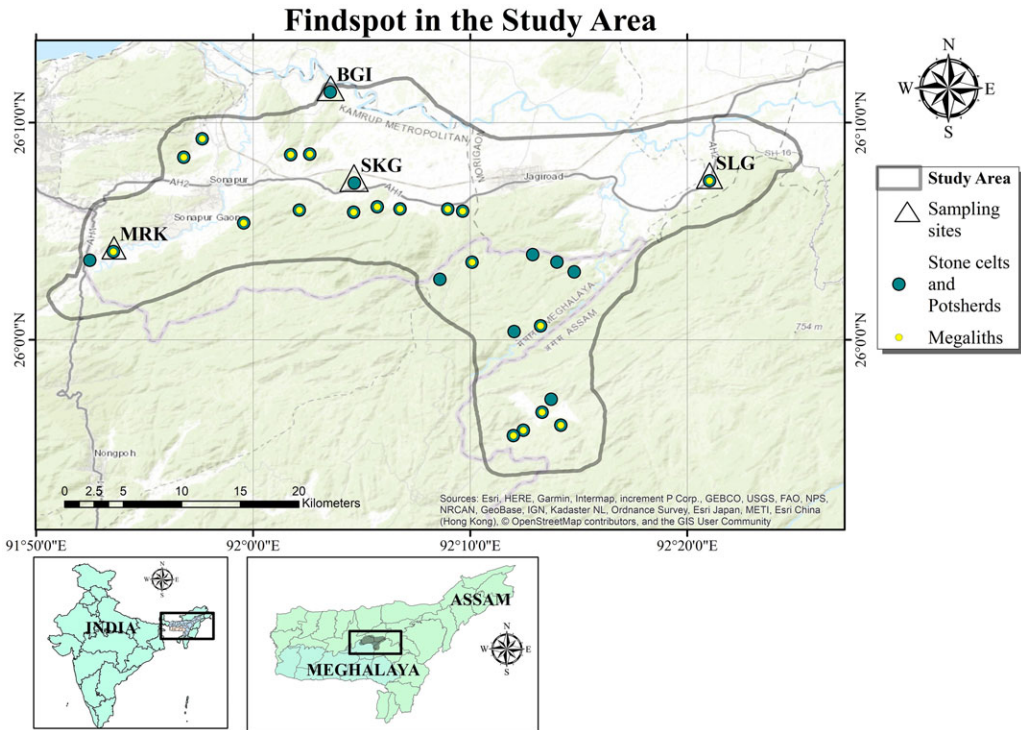 Findspot in the Study Area
BGI
KAMRUP METROPOLITAN
MORIGAON
SKG
AH2
Sonapur
AH1
Jagiroad
AH2
SH-16
SLG
Sonapur Gaon
MRK
AH1
MEGHALAYA
ASSAM
754 m
Nongpoh
0 2.5 5 10 15 20
Kilometers
Sources: Esri, HERE, Garmin, Intermap, increment P Corp., GEBCO, USGS, FAO, NPS,
NRCAN, GeoBase, IGN, Kadaster NL, Ordnance Survey, Esri Japan, METI, Esri China
(Hong Kong), © OpenStreetMap contributors, and the GIS User Community
26°10'0"N
26°0'0"N
26°10'0"N
26°0'0"N
91°50'0"E 92°0'0"E 92°10'0"E 92°20'0"E
N
W E
S
Study Area
Sampling
sites
Stone celts
and
Potsherds
Megaliths
N
W E
S
INDIA
ASSAM
N
W E
S
MEGHALAYA